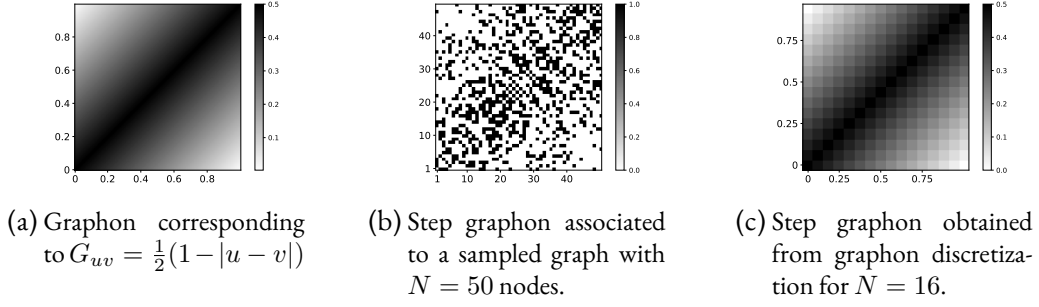 0.8
0.6
0.4
0.2
0
0 0.2 0.4 0.6 0.8
0.5
0.4
0.3
0.2
0.1
40
30
20
10
1
1 10 20 30 40
1.0
0.8
0.6
0.4
0.2
0.0
0.75
0.5
0.25
0
0 0.25 0.5 0.75
0.5
0.4
0.3
0.2
0.1
0.0
(a) Graphon corresponding
to G_{uv} = \frac{1}{2}(1−|u − v|)
(b) Step graphon associated
to a sampled graph with
N = 50 nodes.
(c) Step graphon obtained
from graphon discretiza-
tion for N = 16.